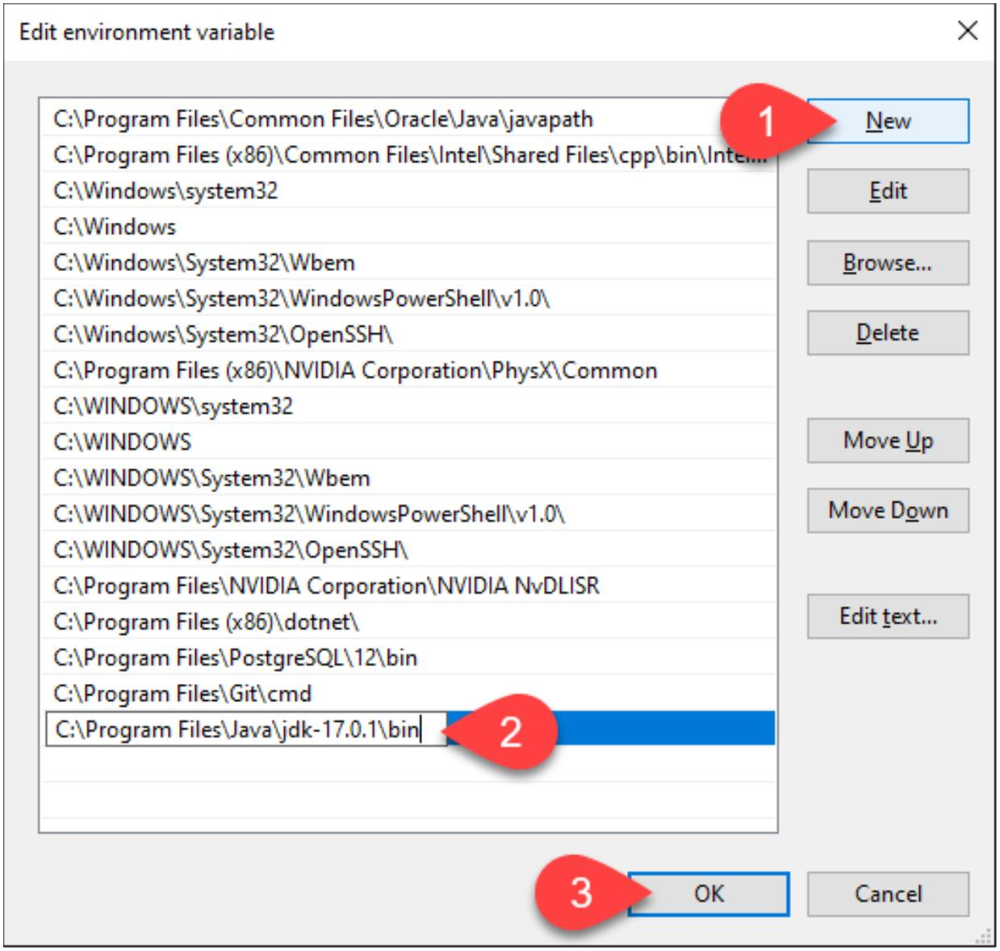 Edit environment variable
C:\Program Files\Common Files\Oracle\Java\javapath
1
New
C:\Program Files (x86)\Common Files\Intel\Shared Files\cpp\bin\Intel...
C:\Windows\system32
Edit
C:\Windows
C:\Windows\System32\Wbem
Browse...
C:\Windows\System32\WindowsPowerShell\v1.0\
C:\Windows\System32\OpenSSH\
Delete
C:\Program Files (x86)\NVIDIA Corporation\PhysX\Common
C:\WINDOWS\system32
C:\WINDOWS
Move Up
C:\WINDOWS\System32\Wbem
C:\WINDOWS\System32\WindowsPowerShell\v1.0\
Move Down
C:\WINDOWS\System32\OpenSSH\
C:\Program Files\NVIDIA Corporation\NVIDIA NvDLISR
C:\Program Files (x86)\dotnet\
Edit text...
C:\Program Files\PostgreSQL\12\bin
C:\Program Files\Git\cmd
C:\Program Files\Java\jdk-17.0.1\bin
2
3
OK
Cancel